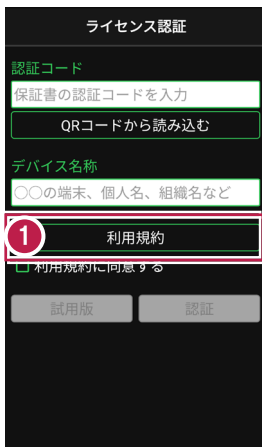 ライセンス認証
認証コード
保証書の認証コードを入力
QRコードから読み込む
デバイス名称
○○の端末、個人名、組織名など
1
利用規約
利用規約に同意する
試用版
認証